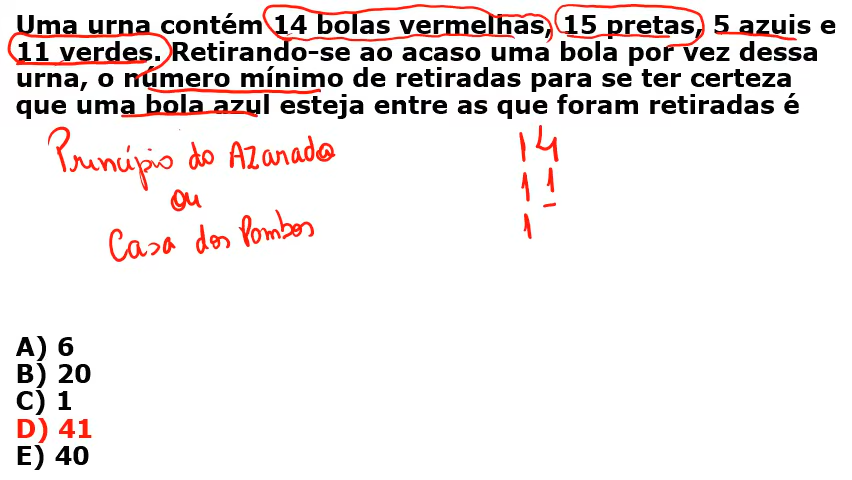 Uma urna contém 14 bolas vermelhas, 15 pretas, 5 azuis e
11 verdes. Retirando-se ao acaso uma bola por vez dessa
urna, o número mínimo de retiradas para se ter certeza
que uma bola azul esteja entre as que foram retiradas é
Princípio do Azarado
ou
Casa dos Pombos
14
11
1
A) 6
B) 20
C) 1
D) 41
E) 40